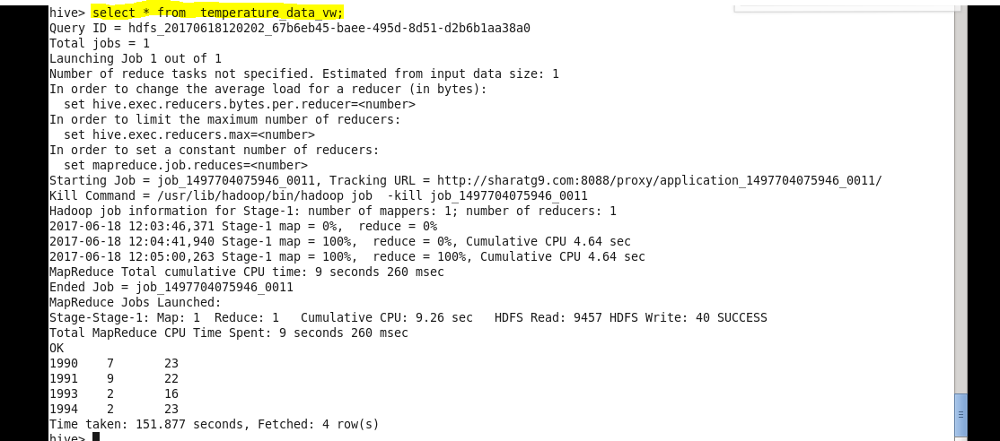 hive> select * from  temperature_data_vw;
Query ID = hdfs_20170618120202_67b6eb45-baee-495d-8d51-d2b6b1aa38a0
Total jobs = 1
Launching Job 1 out of 1
Number of reduce tasks not specified. Estimated from input data size: 1
In order to change the average load for a reducer (in bytes):
  set hive.exec.reducers.bytes.per.reducer=<number>
In order to limit the maximum number of reducers:
  set hive.exec.reducers.max=<number>
In order to set a constant number of reducers:
  set mapreduce.job.reduces=<number>
Starting Job = job_1497704075946_0011, Tracking URL = http://sharatg9.com:8088/proxy/application_1497704075946_0011/
Kill Command = /usr/lib/hadoop/bin/hadoop job  -kill job_1497704075946_0011
Hadoop job information for Stage-1: number of mappers: 1; number of reducers: 1
2017-06-18 12:03:46,371 Stage-1 map = 0%,  reduce = 0%
2017-06-18 12:04:41,940 Stage-1 map = 100%,  reduce = 0%, Cumulative CPU 4.64 sec
2017-06-18 12:05:00,263 Stage-1 map = 100%,  reduce = 100%, Cumulative CPU 4.64 sec
MapReduce Total cumulative CPU time: 9 seconds 260 msec
Ended Job = job_1497704075946_0011
MapReduce Jobs Launched:
Stage-Stage-1: Map: 1  Reduce: 1   Cumulative CPU: 9.26 sec   HDFS Read: 9457 HDFS Write: 40 SUCCESS
Total MapReduce CPU Time Spent: 9 seconds 260 msec
OK
1990    7       23
1991    9       22
1993    2       16
1994    2       23
Time taken: 151.877 seconds, Fetched: 4 row(s)
hive>